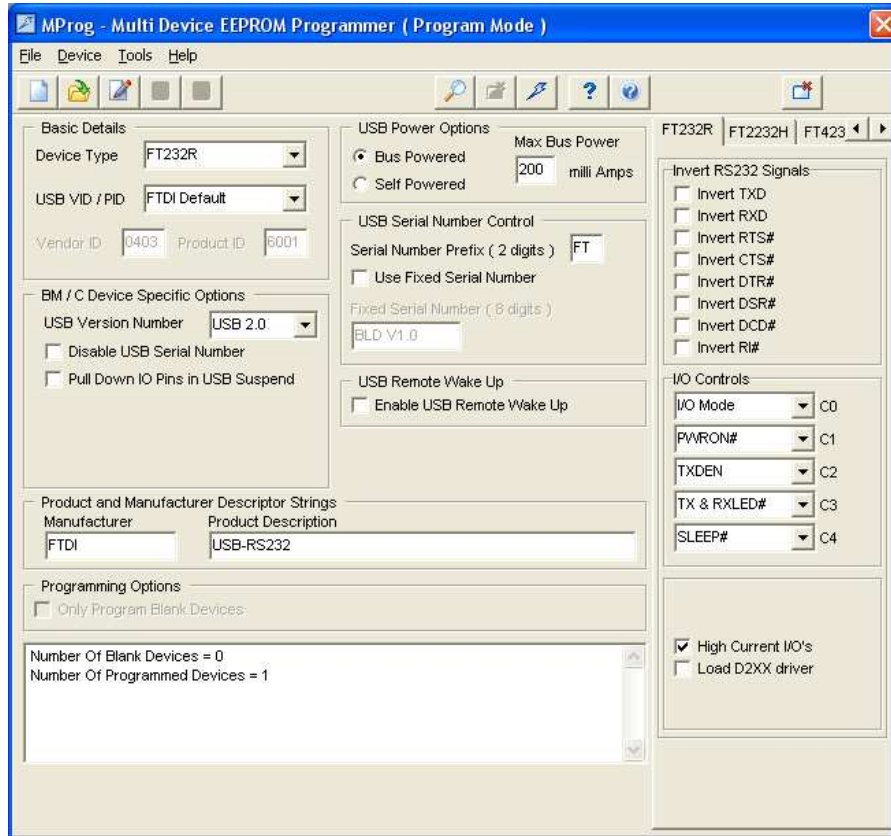 MProg - Multi Device EEPROM Programmer ( Program Mode )
File Device Tools Help
Basic Details
Device Type FT232R
USB VID / PID FTDI Default
Vendor ID 0403 Product ID 6001
BM / C Device Specific Options
USB Version Number USB 2.0
Disable USB Serial Number
Pull Down IO Pins in USB Suspend
USB Power Options
Bus Powered
Self Powered
Max Bus Power
200 milli Amps
USB Serial Number Control
Serial Number Prefix ( 2 digits ) FT
Use Fixed Serial Number
Fixed Serial Number ( 8 digits )
BLD V1.0
USB Remote Wake Up
Enable USB Remote Wake Up
Product and Manufacturer Descriptor Strings
Manufacturer Product Description
FTDI USB-RS232
Programming Options
Only Program Blank Devices
Number Of Blank Devices = 0
Number Of Programmed Devices = 1
FT232R FT2232H FT423
Invert RS232 Signals
Invert TXD
Invert RXD
Invert RTS#
Invert CTS#
Invert DTR#
Invert DSR#
Invert DCD#
Invert RI#
I/O Controls
I/O Mode C0
PWRON# C1
TXDEN C2
TX & RXLED# C3
SLEEP# C4
High Current I/O's
Load D2XX driver